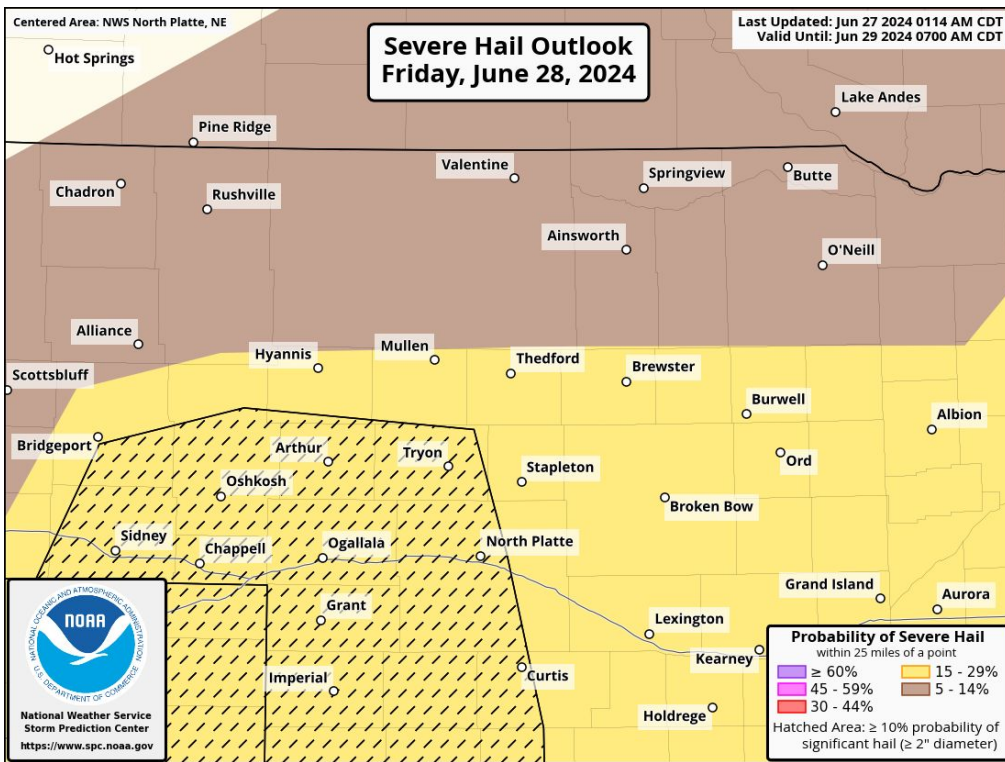 Centered Area: NWS North Platte, NE
Severe Hail Outlook
Friday, June 28, 2024
Last Updated: Jun 27 2024 0114 AM CDT
Valid Until: Jun 29 2024 0700 AM CDT
Hot Springs
Lake Andes
Pine Ridge
Valentine
Springview
Butte
Chadron
Rushville
Ainsworth
O'Neill
Alliance
Hyannis
Mullen
Thedford
Brewster
Scottsbluff
Burwell
Albion
Bridgeport
Arthur
Tryon
Stapleton
Ord
Oshkosh
Broken Bow
Sidney
Chappell
Ogallala
North Platte
Grand Island
Aurora
Grant
Lexington
Kearney
Imperial
Curtis
Holdrege
NATIONAL OCEANIC AND ATMOSPHERIC ADMINISTRATION
NOAA
U.S. DEPARTMENT OF COMMERCE
National Weather Service
Storm Prediction Center
https://www.spc.noaa.gov
Probability of Severe Hail
within 25 miles of a point
≥ 60%
15 - 29%
45 - 59%
5 - 14%
30 - 44%
Hatched Area: ≥ 10% probability of
significant hail (≥ 2" diameter)